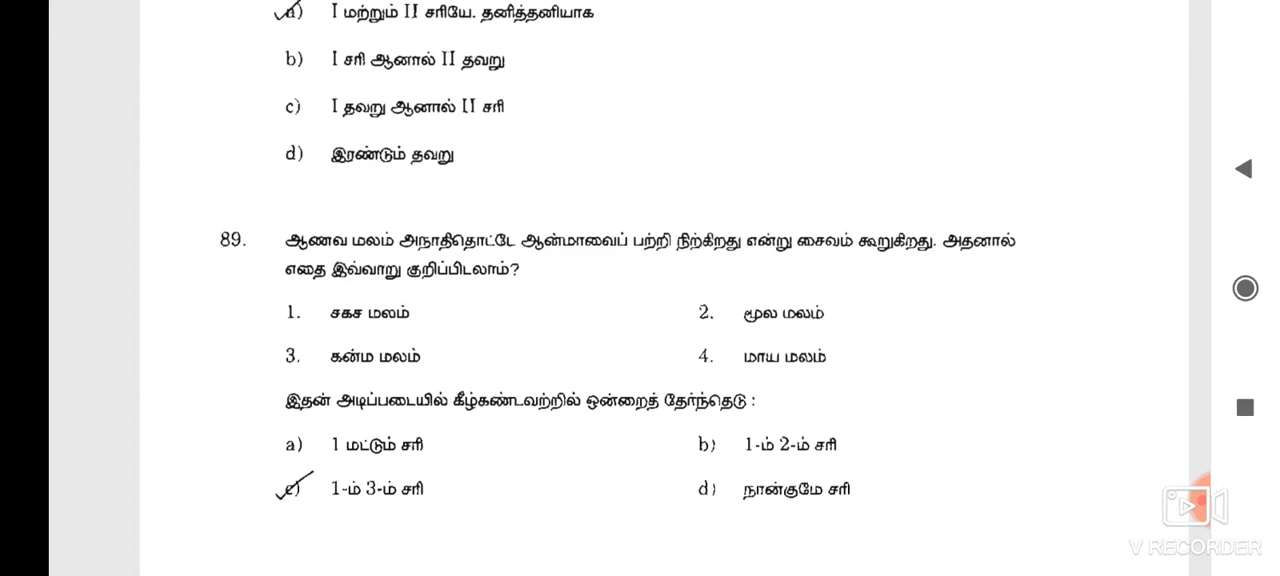 a) I மற்றும் II சரியே. தனித்தனியாக
b) I சரி ஆனால் II தவறு
c) I தவறு ஆனால் II சரி
d) இரண்டும் தவறு
89. ஆணவ மலம் அநாதிதொட்டே ஆன்மாவைப் பற்றி நிற்கிறது என்று சைவம் கூறுகிறது. அதனால்
எதை இவ்வாறு குறிப்பிடலாம்?
1. சகச மலம் 2. மூல மலம்
3. கன்ம மலம் 4. மாய மலம்
இதன் அடிப்படையில் கீழ்கண்டவற்றில் ஒன்றைத் தேர்ந்தெடு :
a) 1 மட்டும் சரி b) 1-ம் 2-ம் சரி
c) 1-ம் 3-ம் சரி d) நான்குமே சரி
V RECORDER